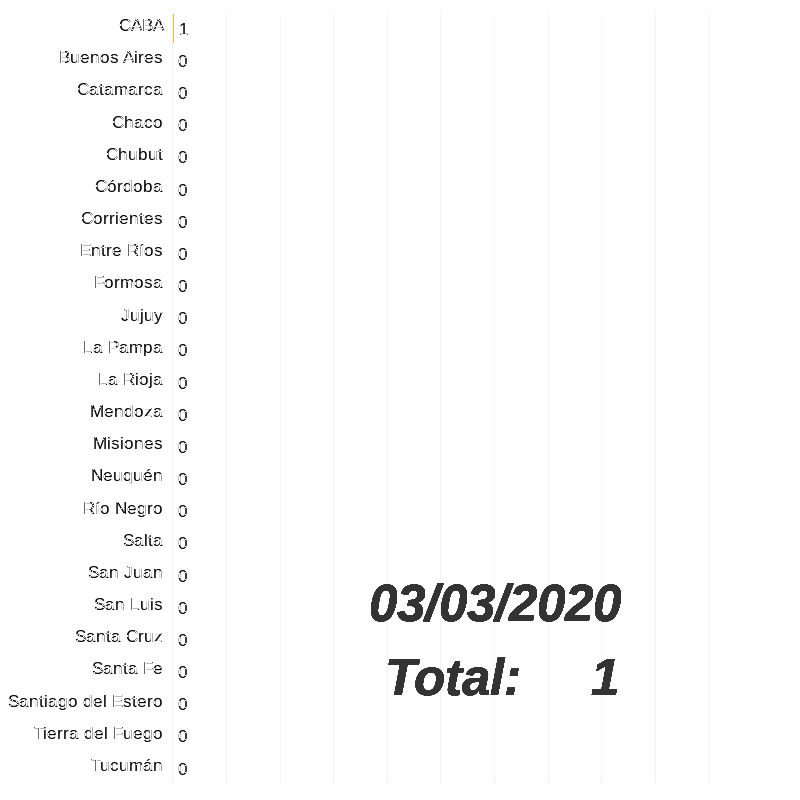 CABA 1
Buenos Aires 0
Catamarca 0
Chaco 0
Chubut 0
Córdoba 0
Corrientes 0
Entre Ríos 0
Formosa 0
Jujuy 0
La Pampa 0
La Rioja 0
Mendoza 0
Misiones 0
Neuquén 0
Río Negro 0
Salta 0
San Juan 0
San Luis 0
Santa Cruz 0
Santa Fe 0
Santiago del Estero 0
Tierra del Fuego 0
Tucumán 0
03/03/2020
Total: 1